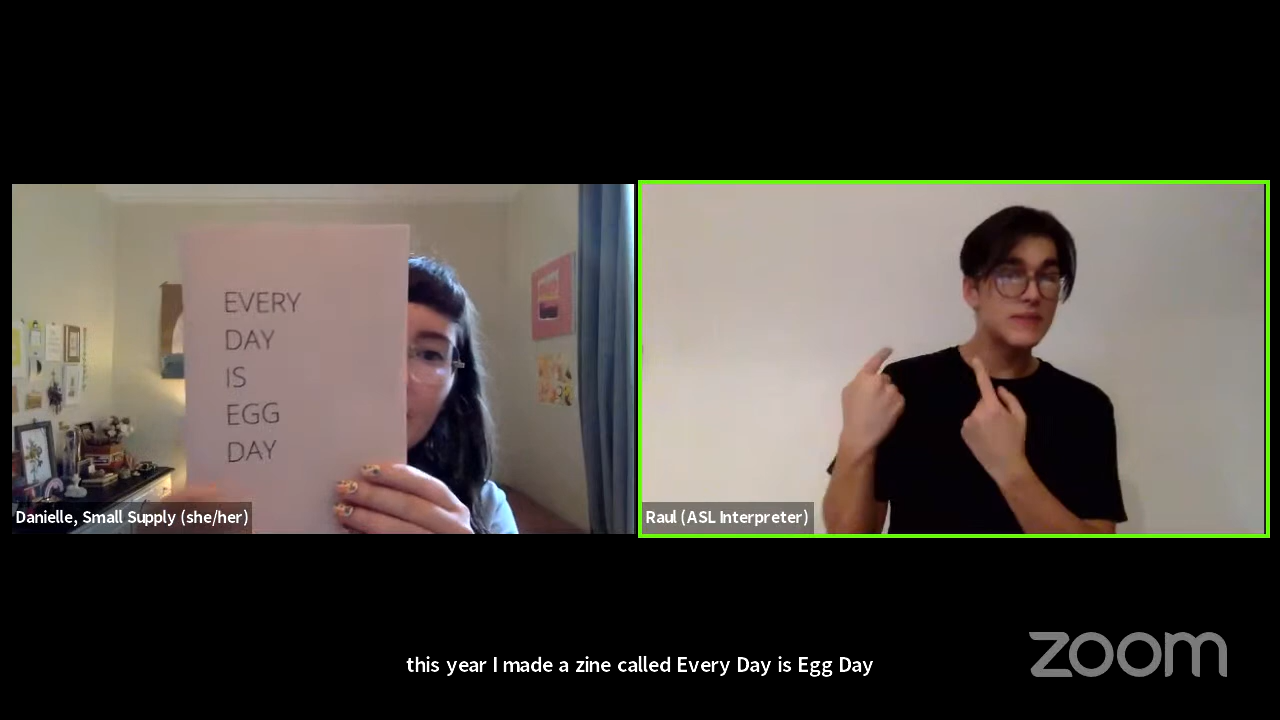 EVERY
DAY
IS
EGG
DAY
Danielle, Small Supply (she/her)
Raul (ASL Interpreter)
this year I made a zine called Every Day is Egg Day
zoom